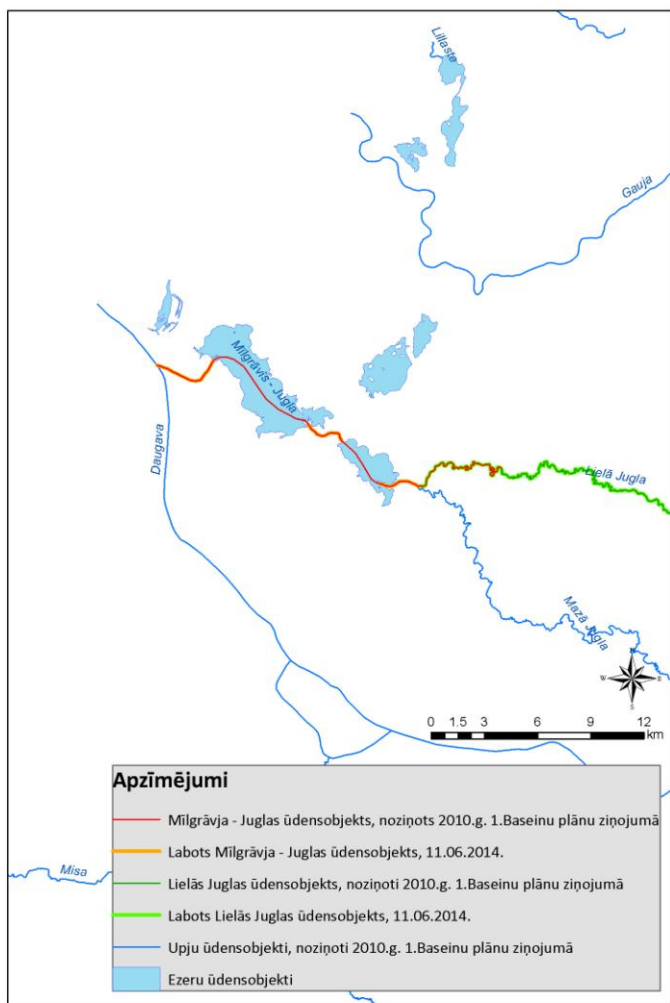 Lilaste
Gauja
Mīlgrāvis - Jugla
Daugava
Lielā Jugla
Mazā Jugla
N
W E
S
0 1.5 3 6 9 12
km
Misa
Apzīmējumi
Mīlgrāvja - Juglas ūdensobjekts, noziņots 2010.g. 1.Baseinu plānu ziņojumā
Labots Mīlgrāvja - Juglas ūdensobjekts, 11.06.2014.
Lielās Juglas ūdensobjekts, noziņoti 2010.g. 1.Baseinu plānu ziņojumā
Labots Lielās Juglas ūdensobjekts, 11.06.2014.
Upju ūdensobjekti, noziņoti 2010.g. 1.Baseinu plānu ziņojumā
Ezeru ūdensobjekti